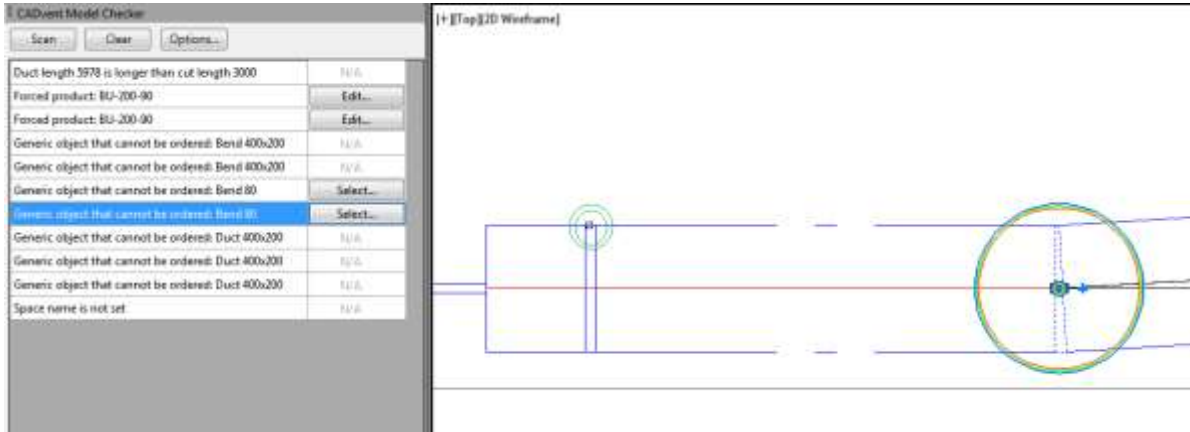 CADvent Model Checker
Scan Clear Options...
Duct length 5978 is longer than cut length 3000 N/A
Forced product: BU-200-90 Edit...
Forced product: BU-200-90 Edit...
Generic object that cannot be ordered: Bend 400x200 N/A
Generic object that cannot be ordered: Bend 400x200 N/A
Generic object that cannot be ordered: Bend 80 Select...
Generic object that cannot be ordered: Bend 80 Select...
Generic object that cannot be ordered: Duct 400x200 N/A
Generic object that cannot be ordered: Duct 400x200 N/A
Generic object that cannot be ordered: Duct 400x200 N/A
Space name is not set N/A
[+][Top][2D Wireframe]